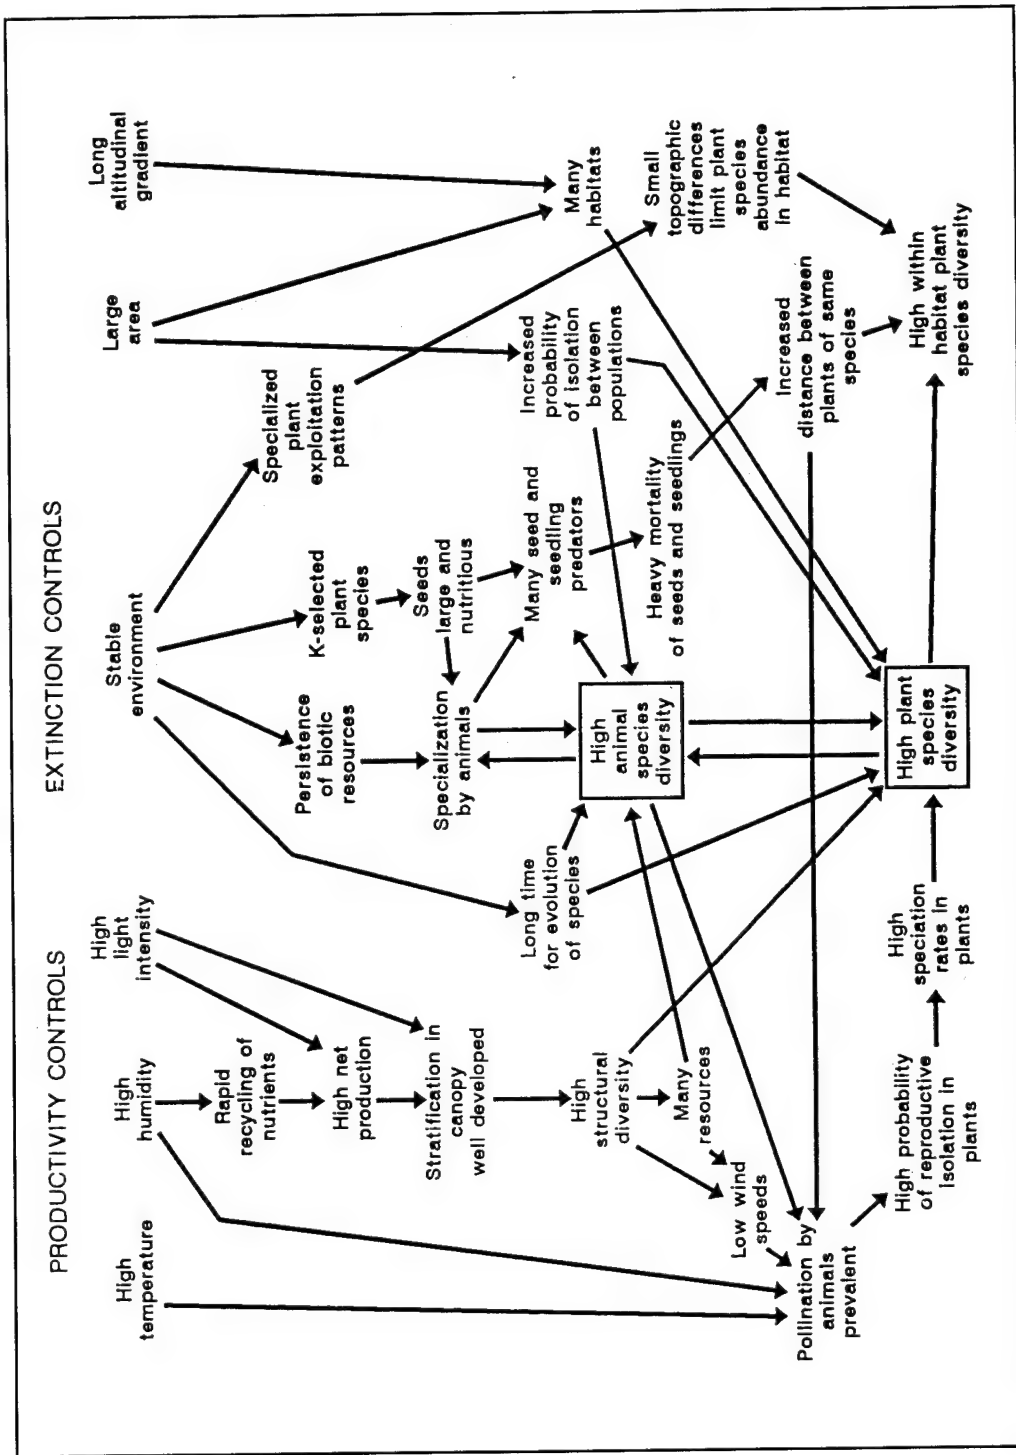 PRODUCTIVITY CONTROLS
EXTINCTION CONTROLS
High
temperature
High
humidity
High
light
intensity
Stable
environment
Large
area
Long
altitudinal
gradient
Rapid
recycling of
nutrients
High net
production
Stratification in
canopy
well developed
High
structural
diversity
Many
resources
Low wind
speeds
Pollination by
animals
prevalent
High probability
of reproductive
isolation in
plants
High
speciation
rates in
plants
Persistence
of biotic
resources
K-selected
plant
species
Specialized
plant
exploitation
patterns
Seeds
large and
nutritious
Specialization
by animals
Long time
for evolution
of species
Many seed and
seedling
predators
Increased
probability
of isolation
between
populations
Many
habitats
High
animal
species
diversity
Heavy mortality
of seeds and seedlings
Small
topographic
differences
limit plant
species
abundance
in habitat
Increased
distance between
plants of same
species
High plant
species
diversity
High within
habitat plant
species diversity